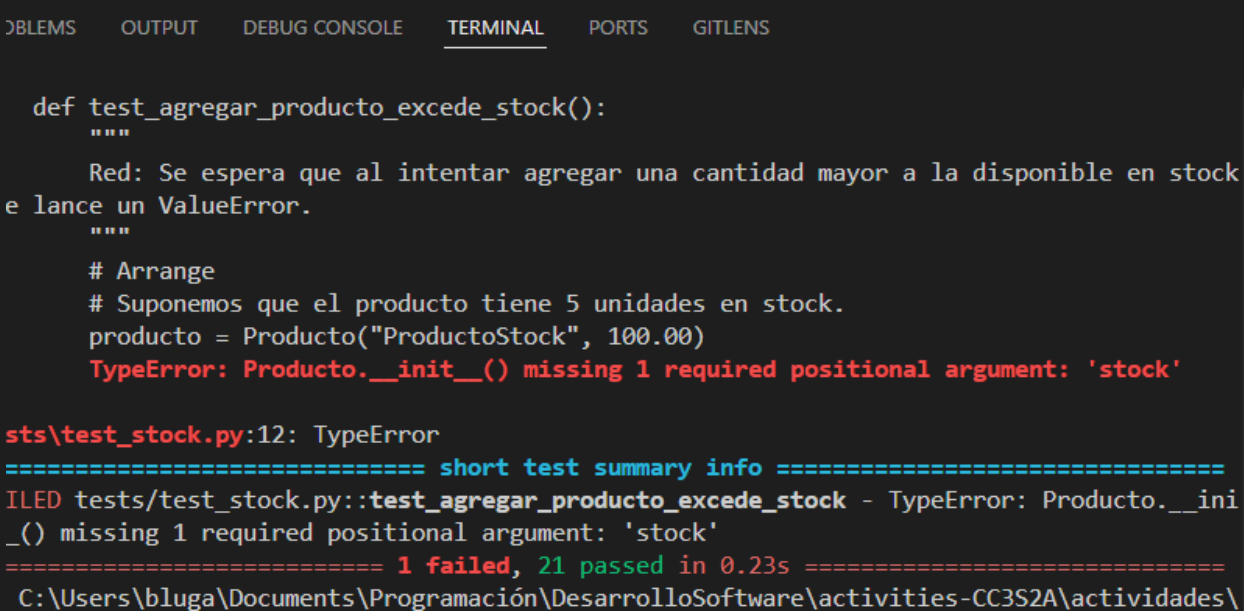 OBLEMS OUTPUT DEBUG CONSOLE TERMINAL PORTS GITLENS
def test_agregar_producto_excede_stock():
"""
Red: Se espera que al intentar agregar una cantidad mayor a la disponible en stock
e lance un ValueError.
"""
# Arrange
# Suponemos que el producto tiene 5 unidades en stock.
producto = Producto("ProductoStock", 100.00)
TypeError: Producto.__init__() missing 1 required positional argument: 'stock'
sts\test_stock.py:12: TypeError
============================== short test summary info ================================
ILED tests/test_stock.py::test_agregar_producto_excede_stock - TypeError: Producto.__ini
_() missing 1 required positional argument: 'stock'
=========================== 1 failed, 21 passed in 0.23s ==============================
C:\Users\bluga\Documents\Programación\DesarrolloSoftware\activities-CC3S2A\actividades\